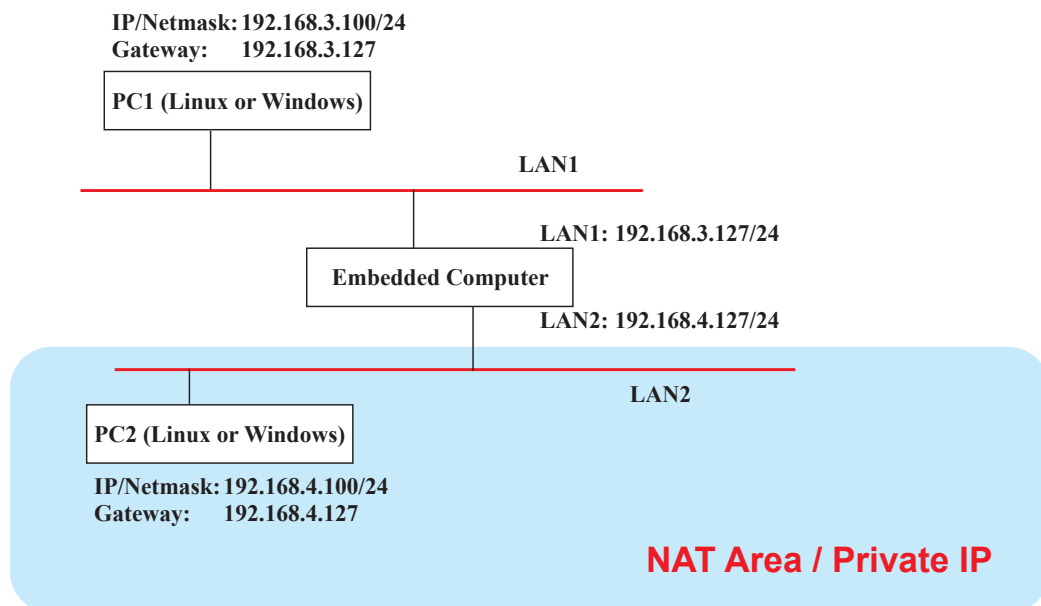 IP/Netmask: 192.168.3.100/24
Gateway: 192.168.3.127
PC1 (Linux or Windows)
LAN1
LAN1: 192.168.3.127/24
Embedded Computer
LAN2: 192.168.4.127/24
LAN2
PC2 (Linux or Windows)
IP/Netmask: 192.168.4.100/24
Gateway: 192.168.4.127
NAT Area / Private IP